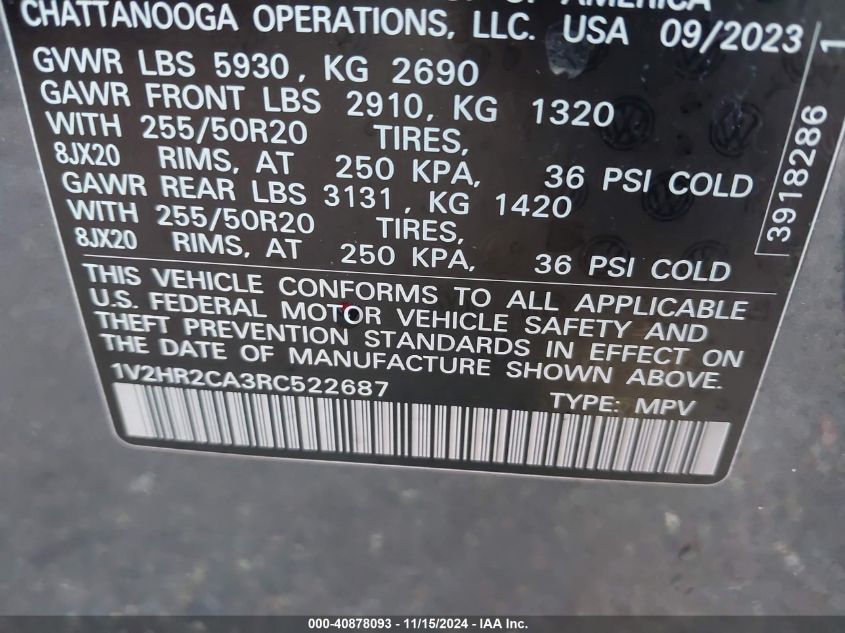 OF AMERICA
CHATTANOOGA OPERATIONS, LLC. USA 09/2023
GVWR LBS 5930, KG 2690
GAWR FRONT LBS 2910, KG 1320
WITH 255/50R20 TIRES,
8JX20 RIMS, AT 250 KPA, 36 PSI COLD
GAWR REAR LBS 3131, KG 1420
WITH 255/50R20 TIRES,
8JX20 RIMS, AT 250 KPA, 36 PSI COLD
THIS VEHICLE CONFORMS TO ALL APPLICABLE
U.S. FEDERAL MOTOR VEHICLE SAFETY AND
THEFT PREVENTION STANDARDS IN EFFECT ON
THE DATE OF MANUFACTURE SHOWN ABOVE.
1V2HR2CA3RC522687 TYPE: MPV
3918286
1
000-40878093 - 11/15/2024 - IAA Inc.